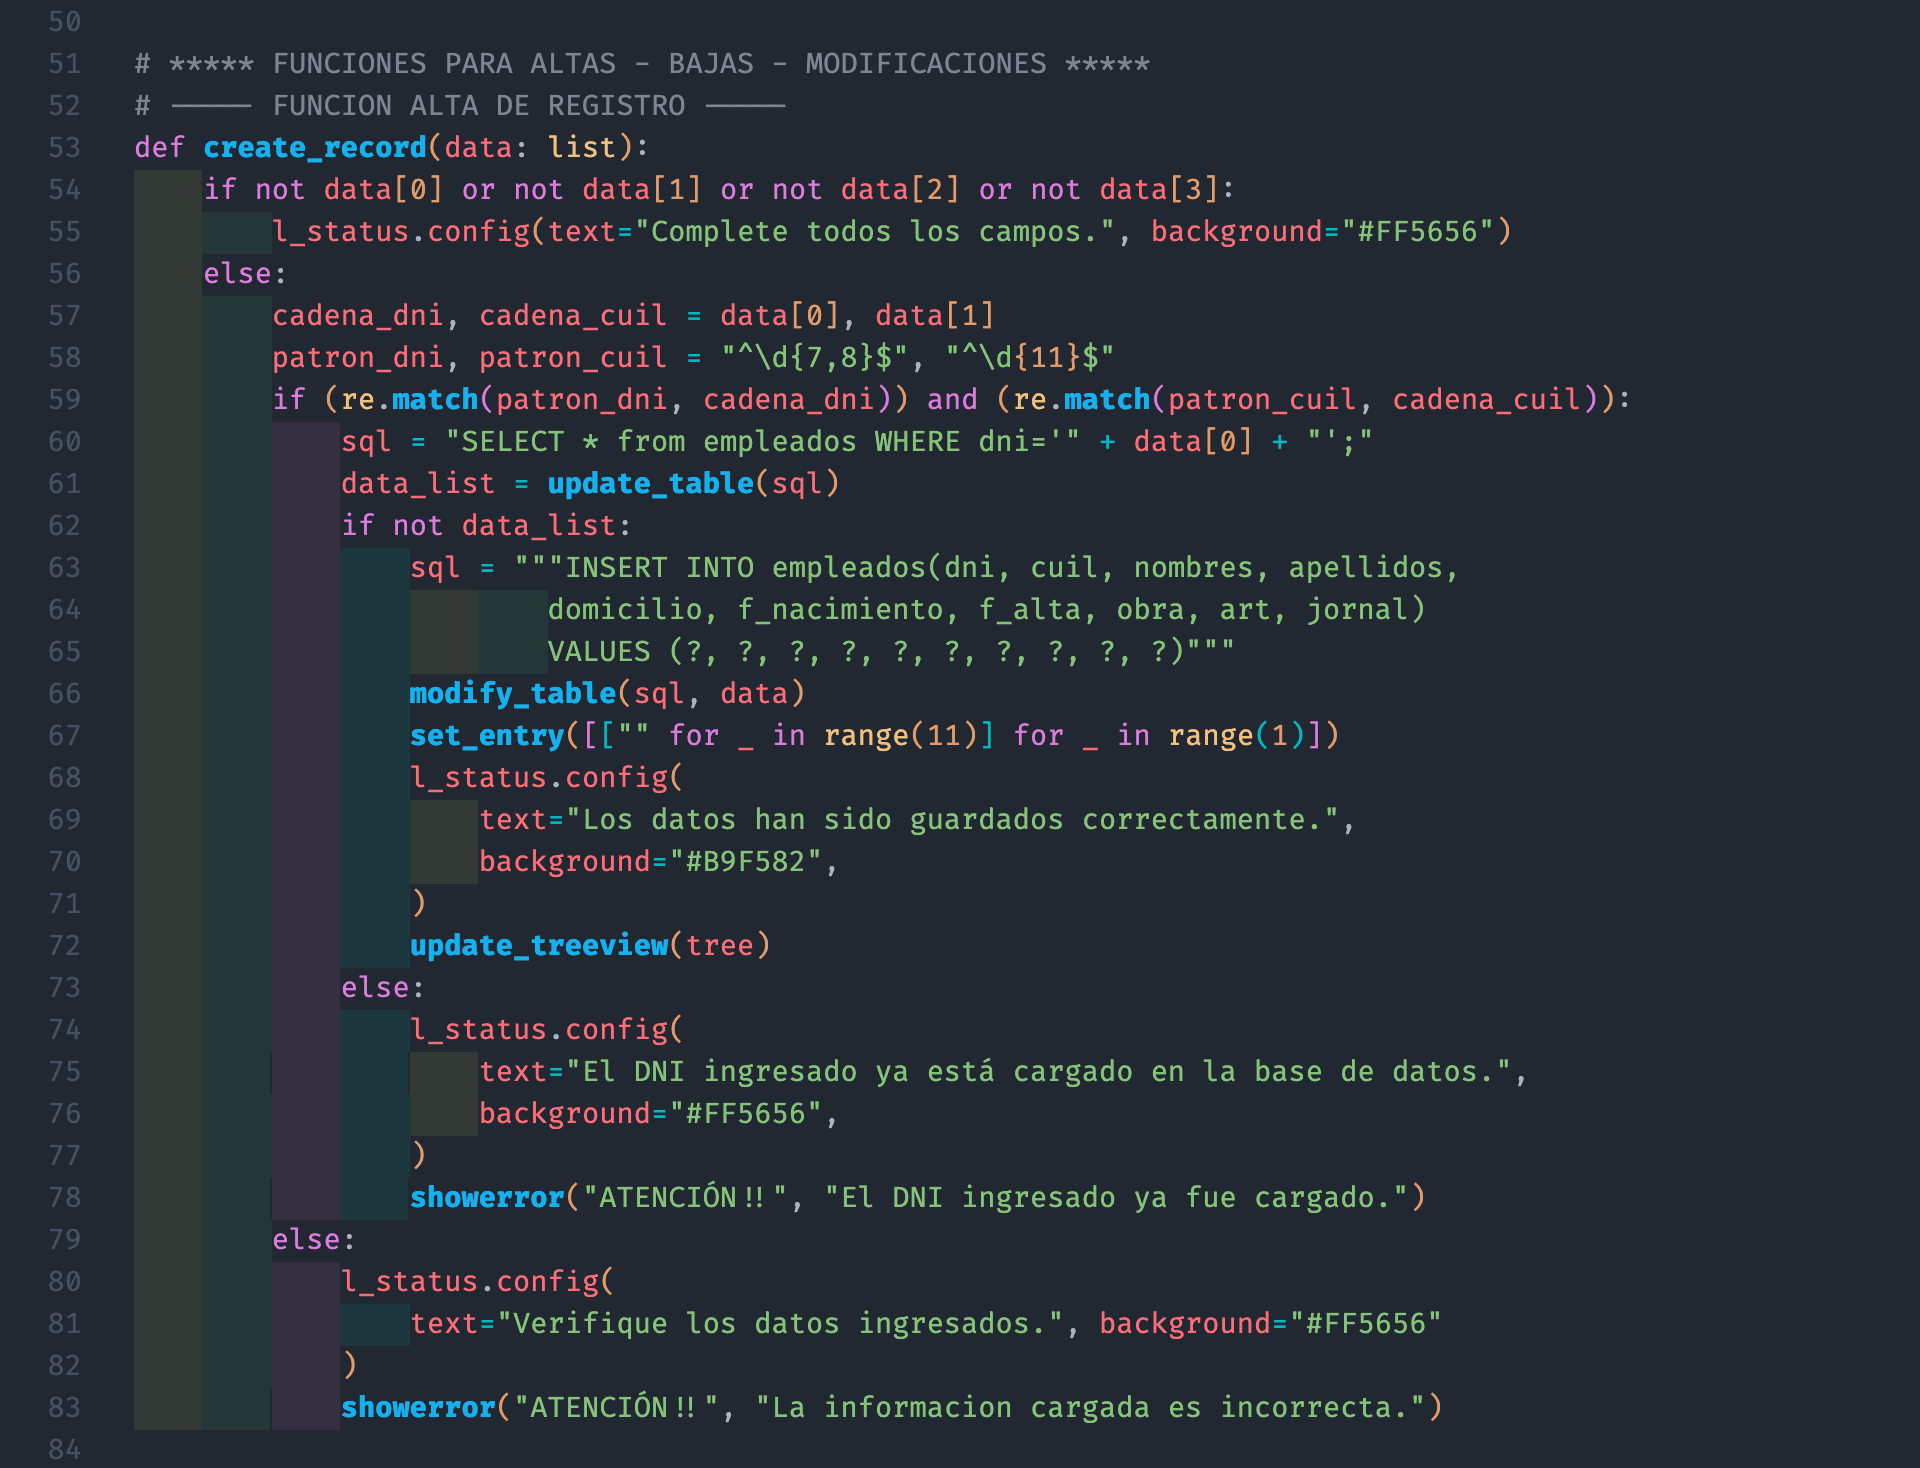 50
51 # ***** FUNCIONES PARA ALTAS - BAJAS - MODIFICACIONES *****
52 # ----- FUNCION ALTA DE REGISTRO -----
53 def create_record(data: list):
54     if not data[0] or not data[1] or not data[2] or not data[3]:
55         l_status.config(text="Complete todos los campos.", background="#FF5656")
56     else:
57         cadena_dni, cadena_cuil = data[0], data[1]
58         patron_dni, patron_cuil = "^\d{7,8}$", "^\d{11}$"
59         if (re.match(patron_dni, cadena_dni)) and (re.match(patron_cuil, cadena_cuil)):
60             sql = "SELECT * from empleados WHERE dni='" + data[0] + "';"
61             data_list = update_table(sql)
62             if not data_list:
63                 sql = """INSERT INTO empleados(dni, cuil, nombres, apellidos,
64                         domicilio, f_nacimiento, f_alta, obra, art, jornal)
65                         VALUES (?, ?, ?, ?, ?, ?, ?, ?, ?, ?)"""
66                 modify_table(sql, data)
67                 set_entry([["" for _ in range(11)] for _ in range(1)])
68                 l_status.config(
69                     text="Los datos han sido guardados correctamente.",
70                     background="#B9F582",
71                 )
72                 update_treeview(tree)
73             else:
74                 l_status.config(
75                     text="El DNI ingresado ya está cargado en la base de datos.",
76                     background="#FF5656",
77                 )
78                 showerror("ATENCIÓN!!", "El DNI ingresado ya fue cargado.")
79         else:
80             l_status.config(
81                 text="Verifique los datos ingresados.", background="#FF5656"
82             )
83             showerror("ATENCIÓN!!", "La informacion cargada es incorrecta.")
84